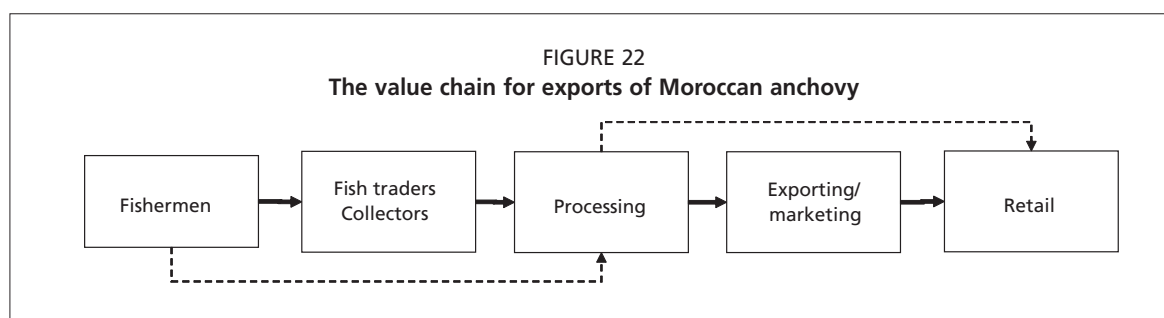 FIGURE 22
The value chain for exports of Moroccan anchovy
Fishermen
Fish traders
Collectors
Processing
Exporting/
marketing
Retail